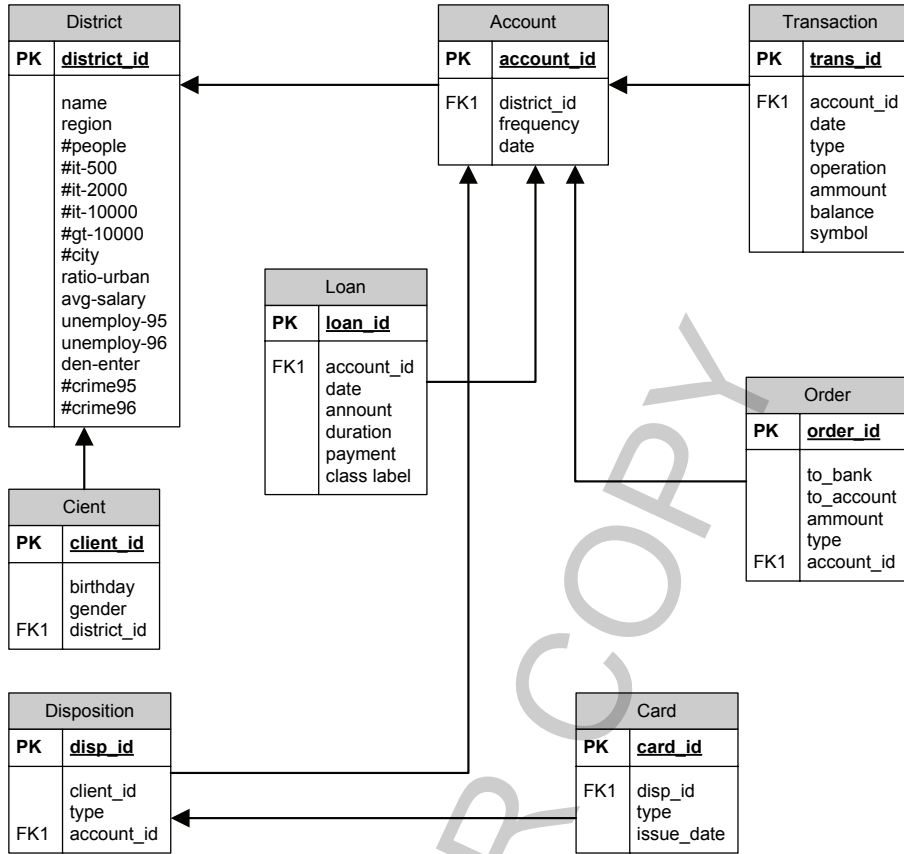 District
PK district_id
name
region
#people
#it-500
#it-2000
#it-10000
#gt-10000
#city
ratio-urban
avg-salary
unemploy-95
unemploy-96
den-enter
#crime95
#crime96
Account
PK account_id
FK1 district_id
frequency
date
Transaction
PK trans_id
FK1 account_id
date
type
operation
ammount
balance
symbol
Loan
PK loan_id
FK1 account_id
date
annount
duration
payment
class label
Order
PK order_id
to_bank
to_account
ammount
type
FK1 account_id
Cient
PK client_id
birthday
gender
FK1 district_id
Disposition
PK disp_id
client_id
type
FK1 account_id
Card
PK card_id
FK1 disp_id
type
issue_date
R COPY